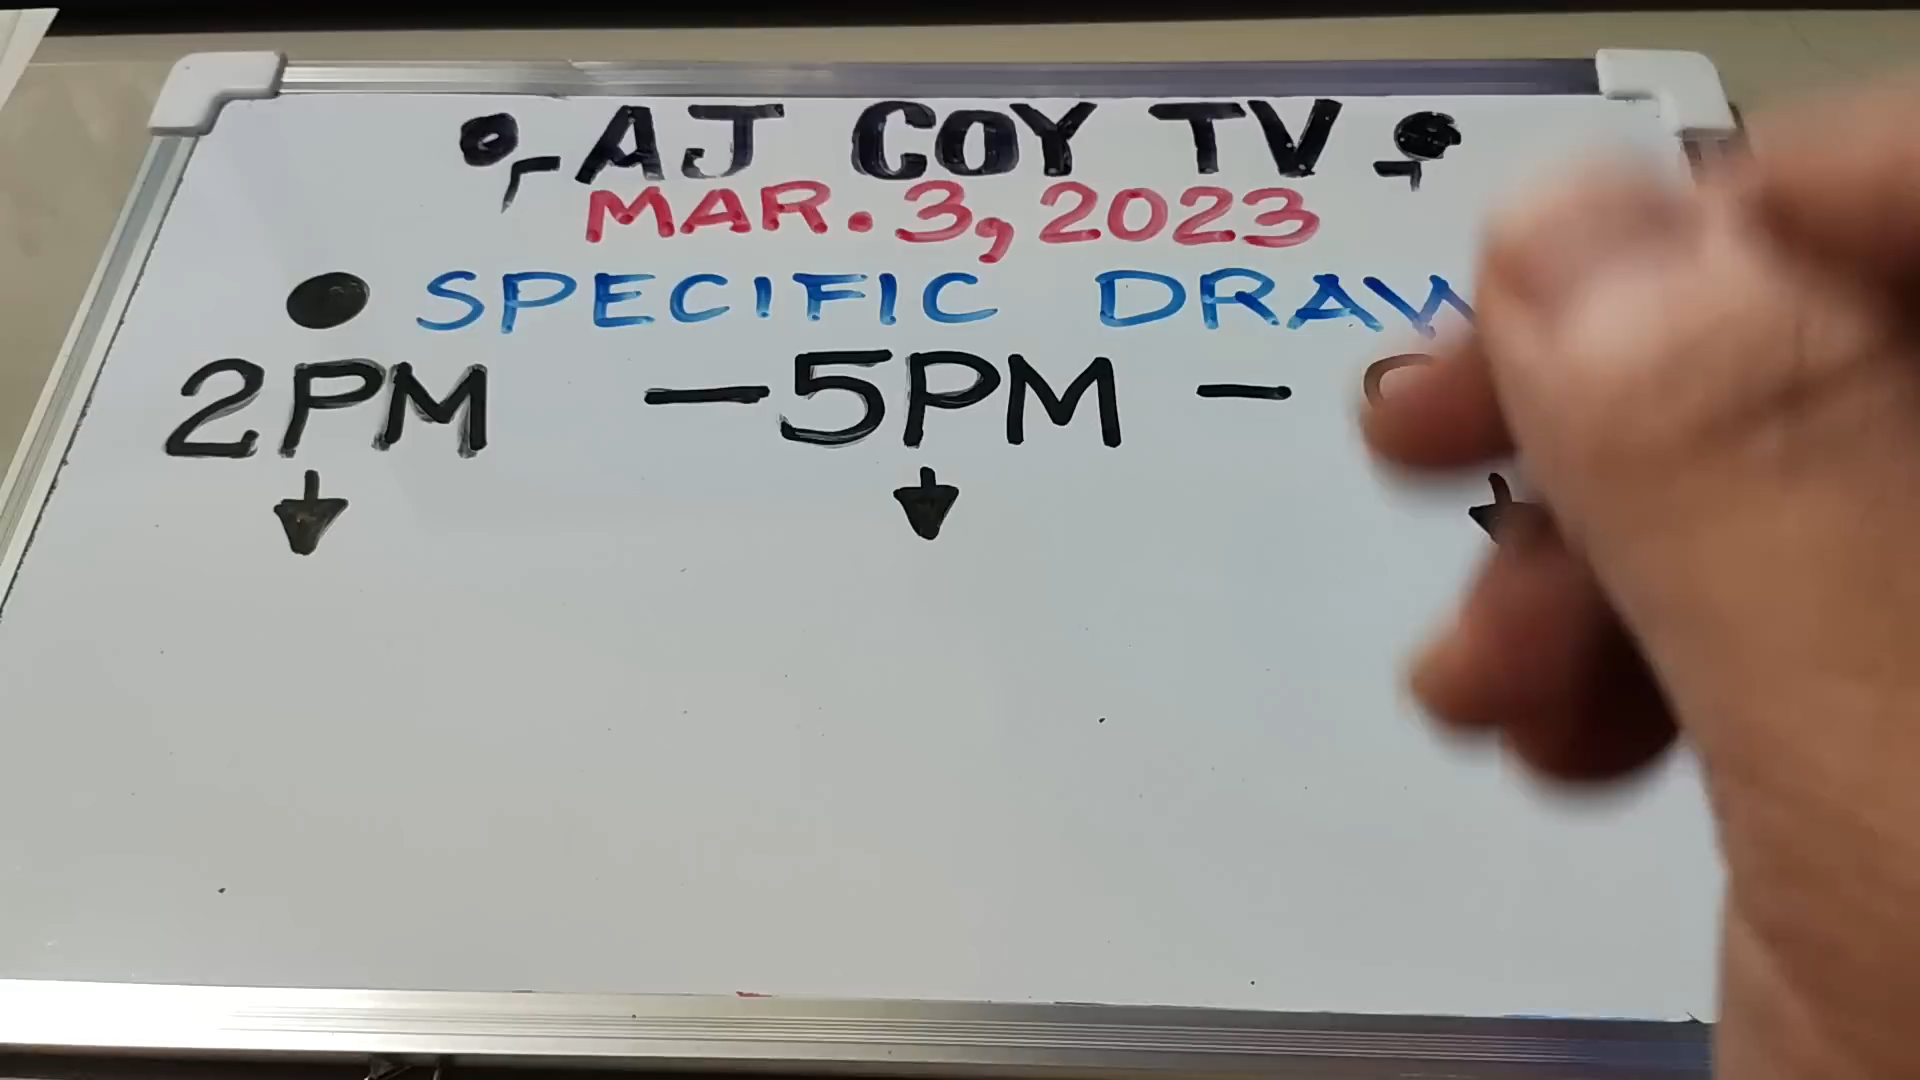 AJ COY TV
MAR. 3, 2023
SPECIFIC DRAW
2PM — 5PM –